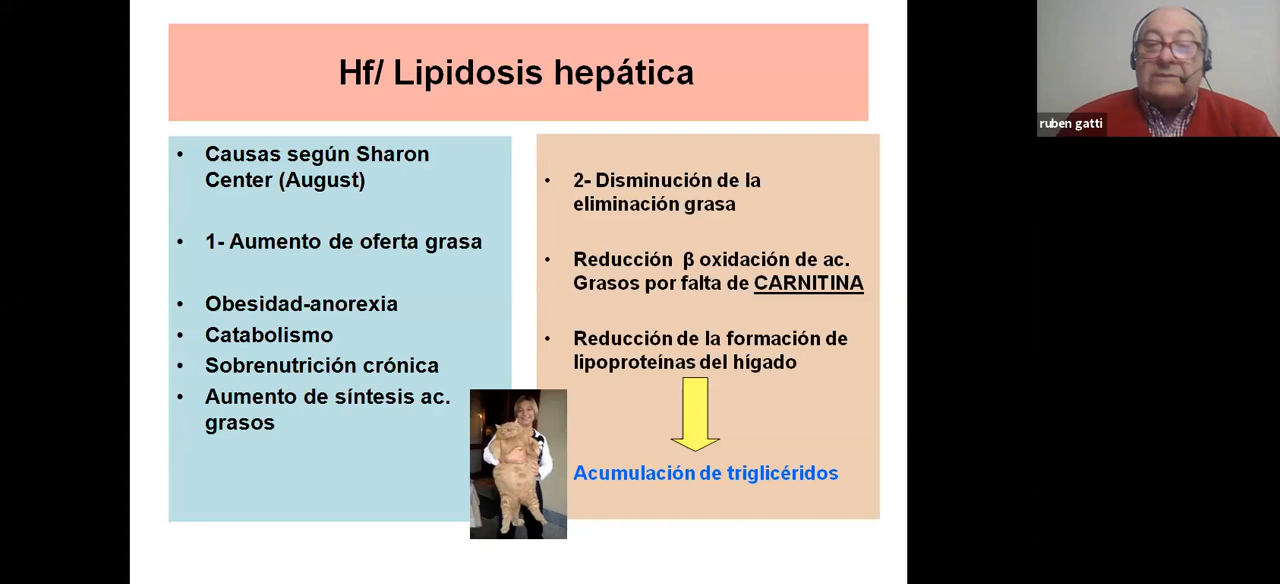 Hf/ Lipidosis hepática
• Causas según Sharon
Center (August)
• 1- Aumento de oferta grasa
• Obesidad-anorexia
• Catabolismo
• Sobrenutrición crónica
• Aumento de síntesis ac.
grasos
• 2- Disminución de la
eliminación grasa
• Reducción β oxidación de ac.
Grasos por falta de CARNITINA
• Reducción de la formación de
lipoproteínas del hígado
Acumulación de triglicéridos
ruben gatti